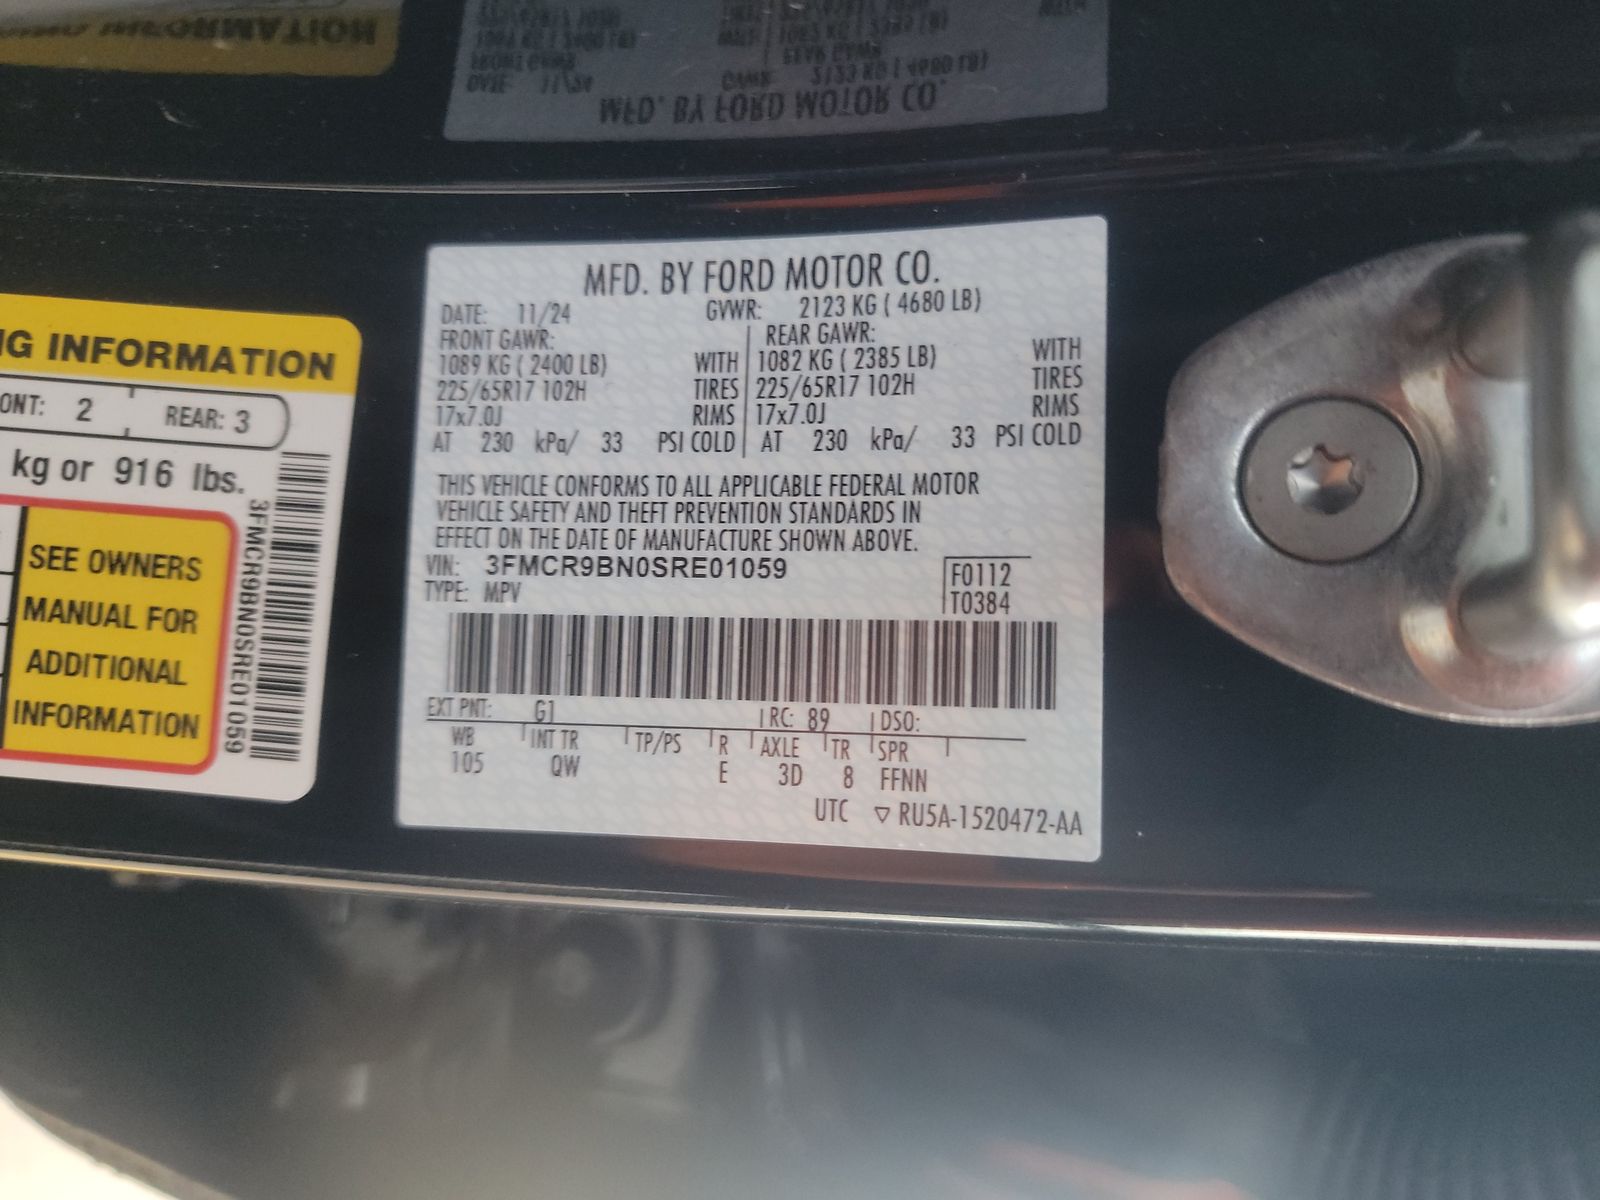 G INFORMATION
ONT: 2 REAR: 3
kg or 916 lbs.
SEE OWNERS
MANUAL FOR
ADDITIONAL
INFORMATION
3FMCR9BN0SRE01059
MFD. BY FORD MOTOR CO.
DATE: 11/24 GVWR: 2123 KG ( 4680 LB)
FRONT GAWR: REAR GAWR:
1089 KG ( 2400 LB) WITH 1082 KG ( 2385 LB) WITH
225/65R17 102H TIRES 225/65R17 102H TIRES
17x7.0J RIMS 17x7.0J RIMS
AT 230 kPa/ 33 PSI COLD AT 230 kPa/ 33 PSI COLD
THIS VEHICLE CONFORMS TO ALL APPLICABLE FEDERAL MOTOR
VEHICLE SAFETY AND THEFT PREVENTION STANDARDS IN
EFFECT ON THE DATE OF MANUFACTURE SHOWN ABOVE.
VIN: 3FMCR9BN0SRE01059
TYPE: MPV
F0112
T0384
EXT PNT: G1 RC: 89 DSO:
WB INT TR TP/PS R AXLE TR SPR
105 QW E 3D 8 FFNN
UTC ▽ RU5A-1520472-AA